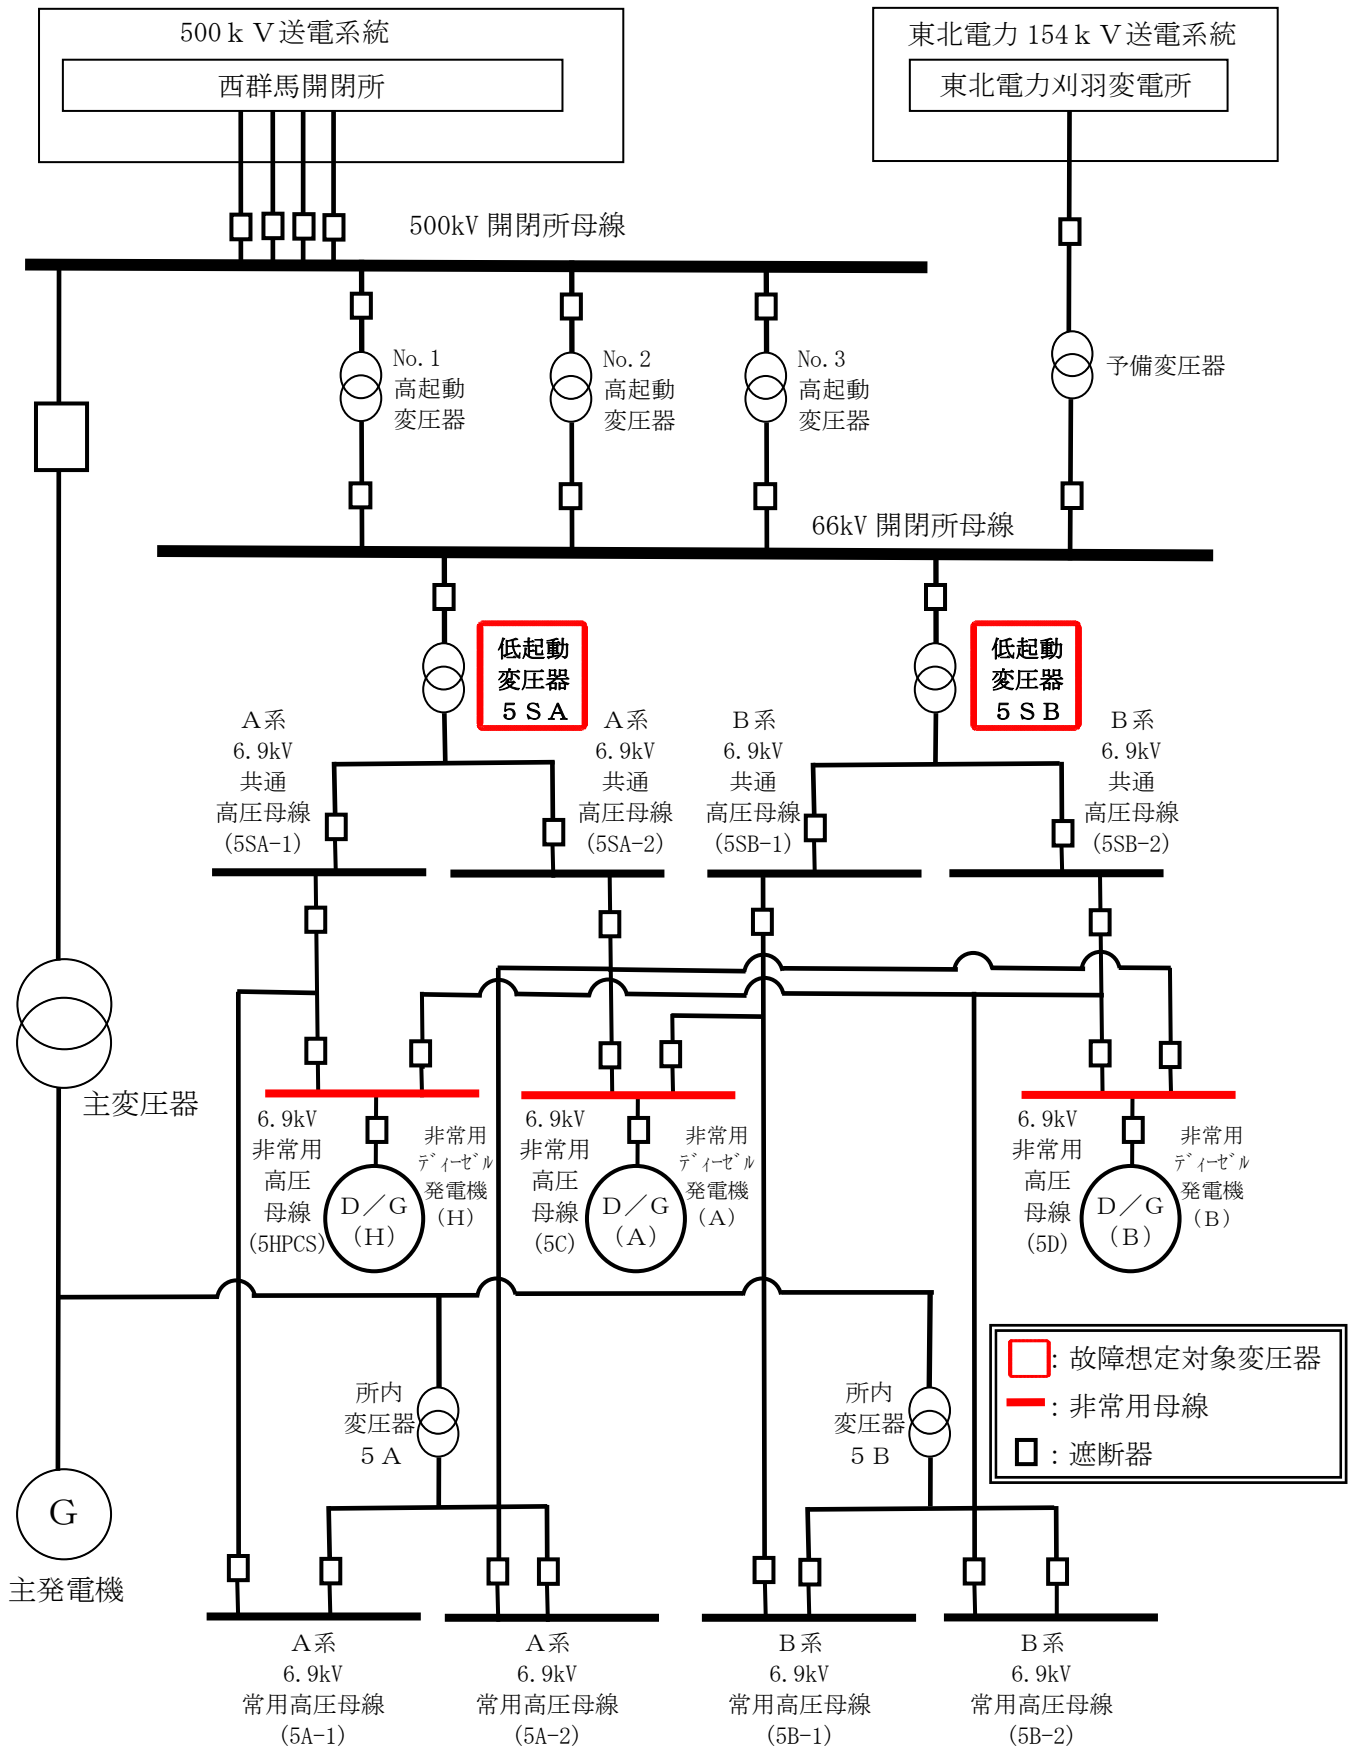 500ｋＶ送電系統
西群馬開閉所
東北電力 154ｋＶ送電系統
東北電力刈羽変電所
500kV 開閉所母線
No.1
高起動
変圧器
No.2
高起動
変圧器
No.3
高起動
変圧器
予備変圧器
66kV 開閉所母線
低起動
変圧器
５ＳＡ
低起動
変圧器
５ＳＢ
Ａ系
6.9kV
共通
高圧母線
(5SA-1)
Ａ系
6.9kV
共通
高圧母線
(5SA-2)
Ｂ系
6.9kV
共通
高圧母線
(5SB-1)
Ｂ系
6.9kV
共通
高圧母線
(5SB-2)
主変圧器
6.9kV
非常用
高圧
母線
(5HPCS)
Ｄ／Ｇ
(Ｈ)
非常用
ﾃﾞｨｰｾﾞﾙ
発電機
(Ｈ)
6.9kV
非常用
高圧
母線
(5C)
Ｄ／Ｇ
(Ａ)
非常用
ﾃﾞｨｰｾﾞﾙ
発電機
(Ａ)
6.9kV
非常用
高圧
母線
(5D)
Ｄ／Ｇ
(Ｂ)
非常用
ﾃﾞｨｰｾﾞﾙ
発電機
(Ｂ)
：故障想定対象変圧器
：非常用母線
：遮断器
所内
変圧器
５Ａ
所内
変圧器
５Ｂ
Ｇ
主発電機
Ａ系
6.9kV
常用高圧母線
(5A-1)
Ａ系
6.9kV
常用高圧母線
(5A-2)
Ｂ系
6.9kV
常用高圧母線
(5B-1)
Ｂ系
6.9kV
常用高圧母線
(5B-2)